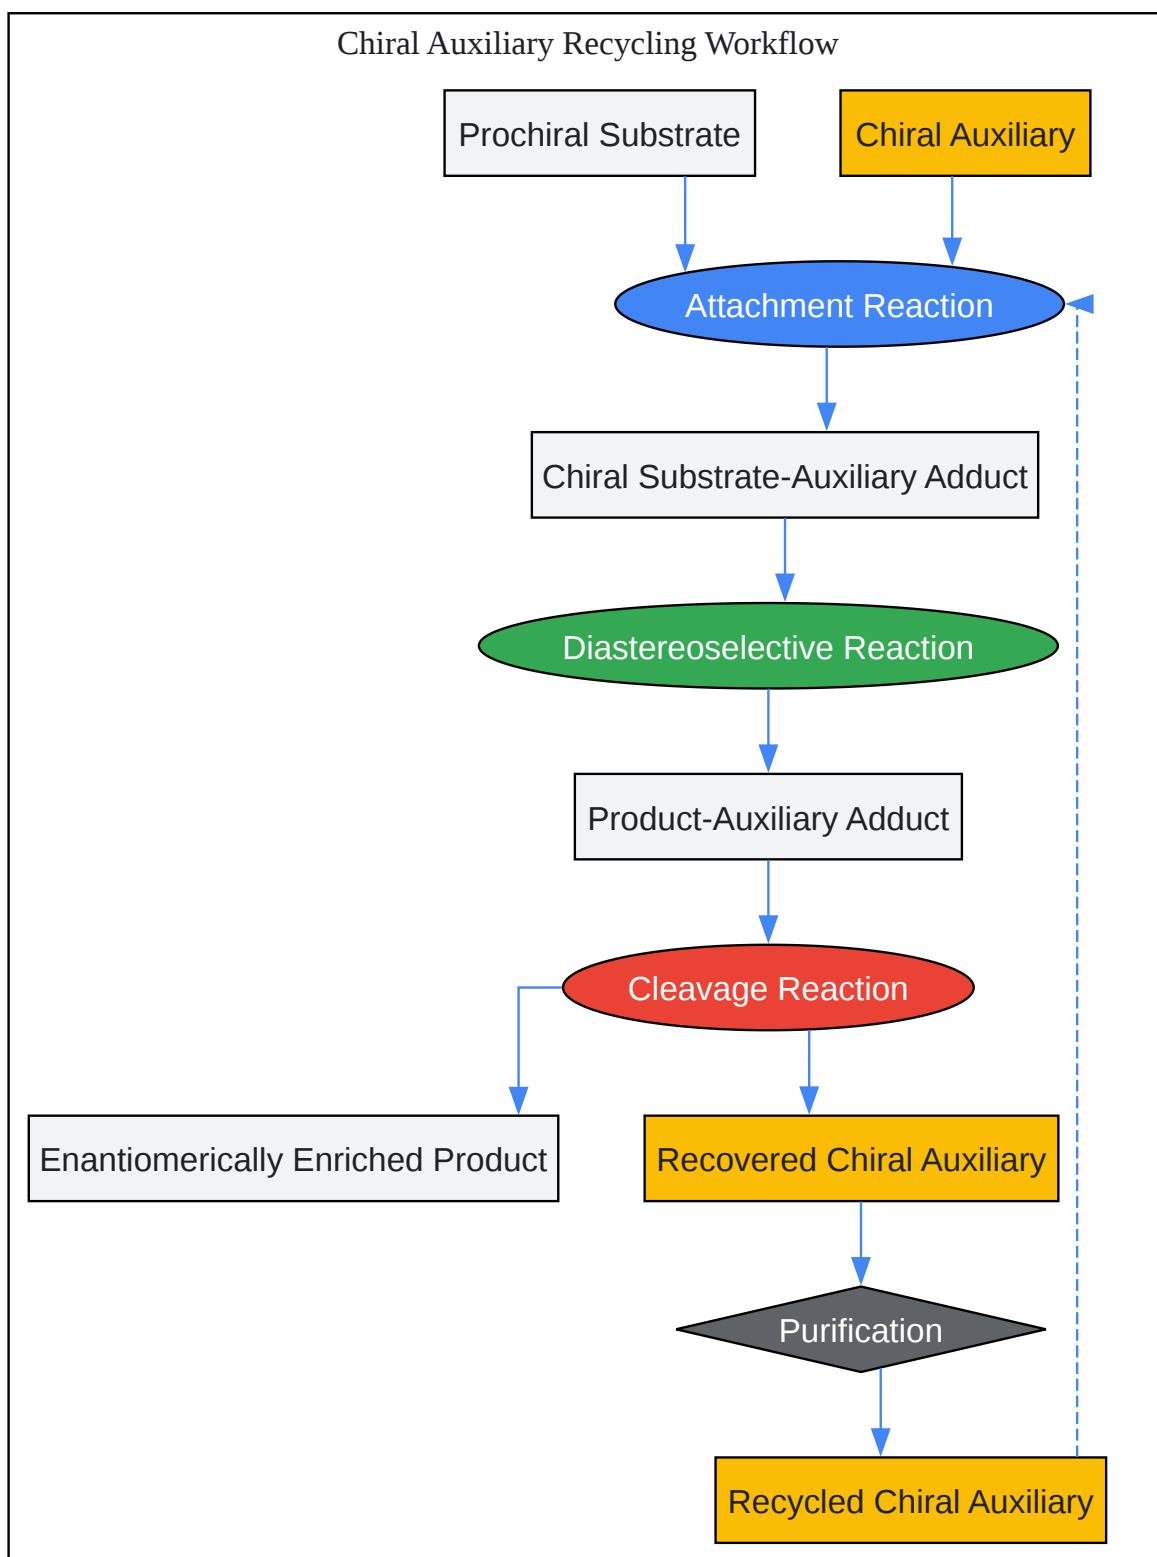 Chiral Auxiliary Recycling Workflow
Prochiral Substrate
Chiral Auxiliary
Attachment Reaction
Chiral Substrate-Auxiliary Adduct
Diastereoselective Reaction
Product-Auxiliary Adduct
Cleavage Reaction
Enantiomerically Enriched Product
Recovered Chiral Auxiliary
Purification
Recycled Chiral Auxiliary